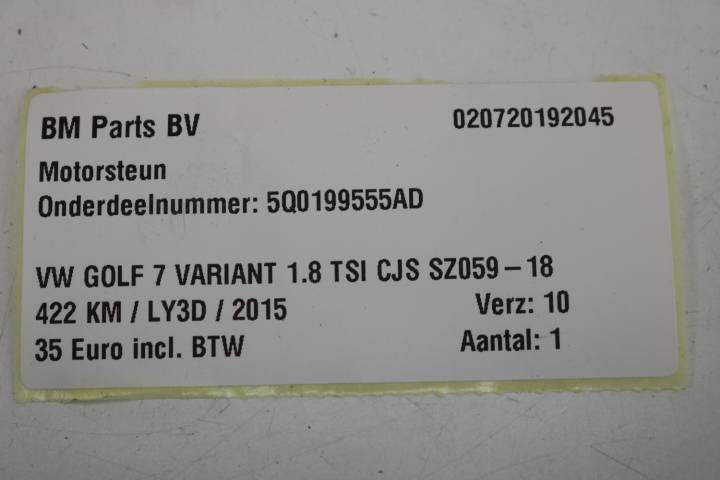 BM Parts BV 020720192045
Motorsteun
Onderdeelnummer: 5Q0199555AD
VW GOLF 7 VARIANT 1.8 TSI CJS SZ059-18
422 KM / LY3D / 2015 Verz: 10
35 Euro incl. BTW Aantal: 1